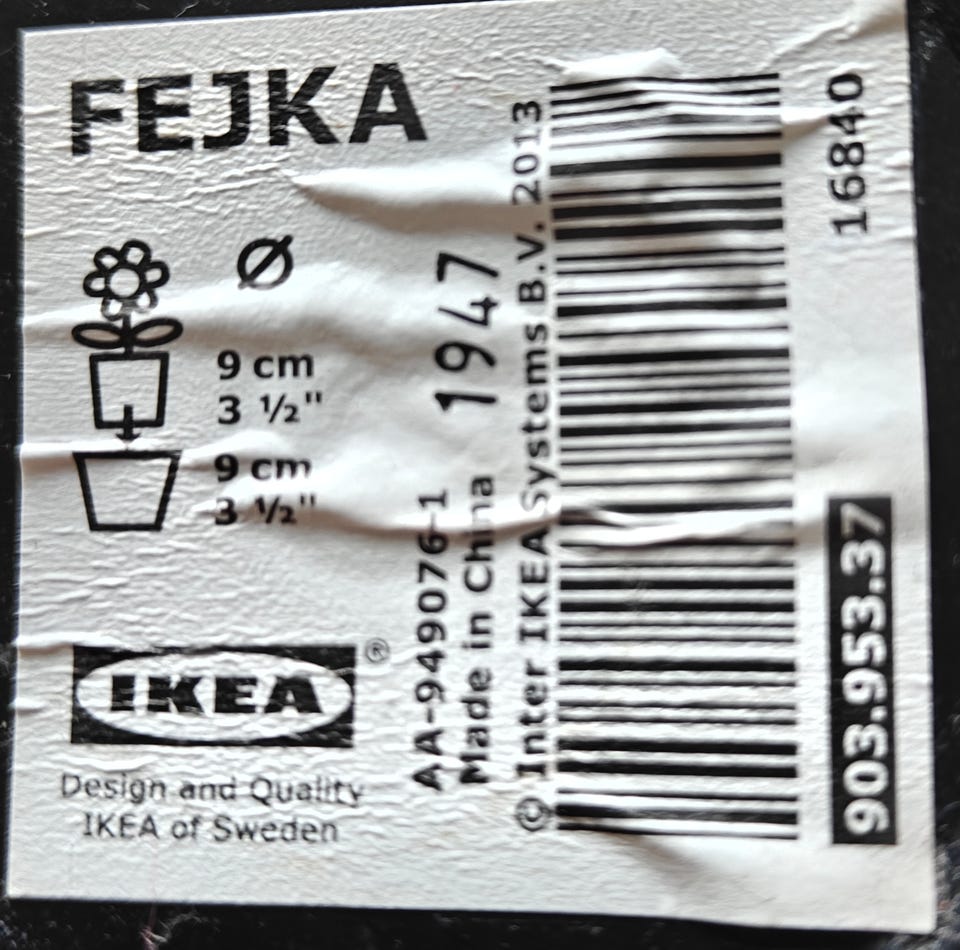 FEJKA
Ø
9 cm
3 ½"
9 cm
3 ½"
IKEA®
Design and Quality
IKEA of Sweden
AA-949076-1
1947
Made in China
© Inter IKEA Systems B.V. 2013
16840
903.953.37